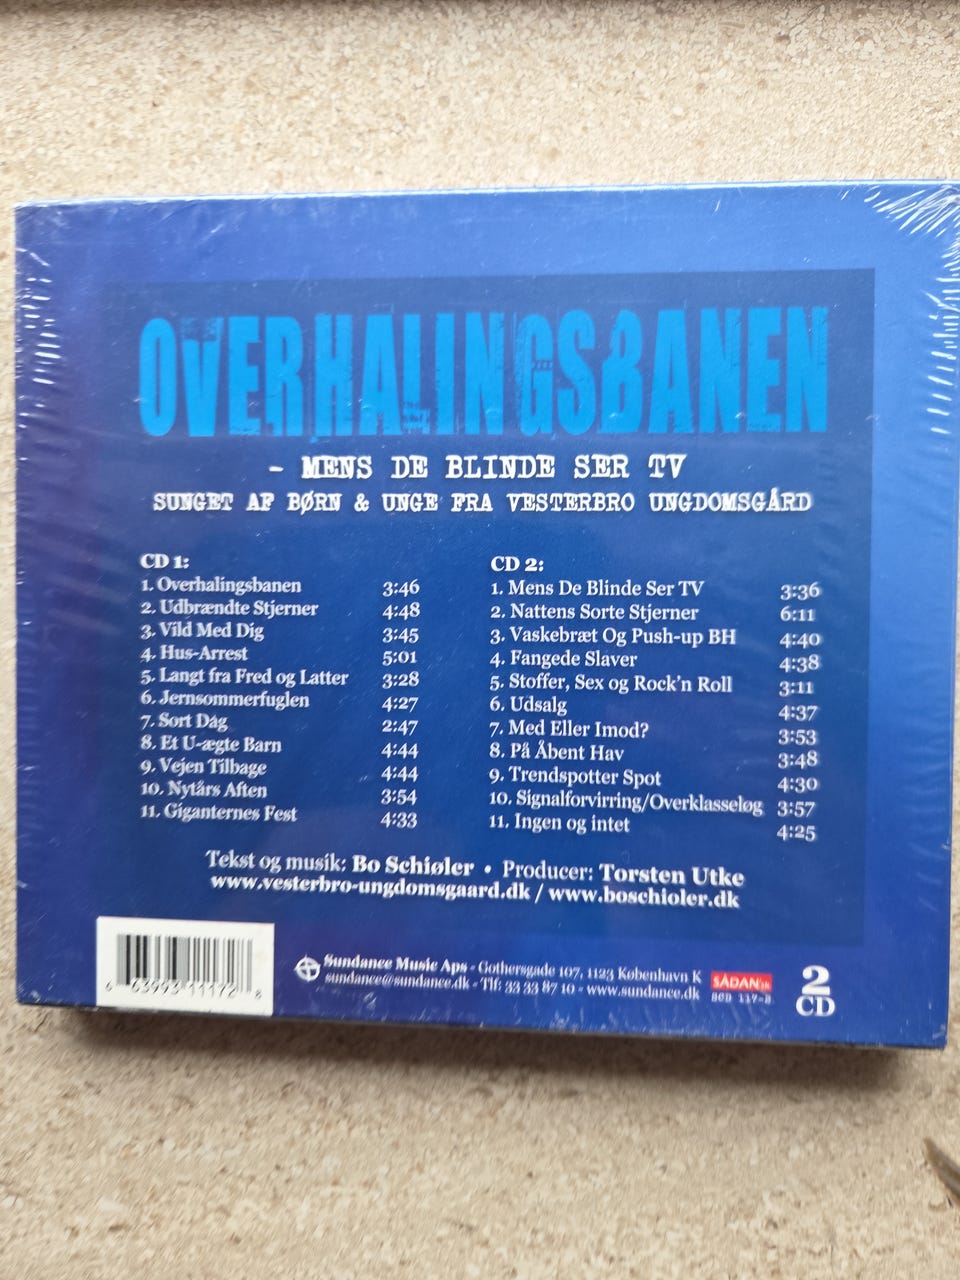 OVERHALINGSBANEN
- MENS DE BLINDE SER TV
SUNGET AF BØRN & UNGE FRA VESTERBRO UNGDOMSGÅRD
CD 1:
1. Overhalingsbanen 3:46
2. Udbrændte Stjerner 4:48
3. Vild Med Dig 3:45
4. Hus-Arrest 5:01
5. Langt fra Fred og Latter 3:28
6. Jernsommerfuglen 4:27
7. Sort Dag 2:47
8. Et U-ægte Barn 4:44
9. Vejen Tilbage 4:44
10. Nytårs Aften 3:54
11. Giganternes Fest 4:33
CD 2:
1. Mens De Blinde Ser TV 3:36
2. Nattens Sorte Stjerner 6:11
3. Vaskebræt Og Push-up BH 4:40
4. Fangede Slaver 4:38
5. Stoffer, Sex og Rock'n Roll 3:11
6. Udsalg 4:37
7. Med Eller Imod? 3:53
8. På Åbent Hav 3:48
9. Trendspotter Spot 4:30
10. Signalforvirring/Overklasseløg 3:57
11. Ingen og intet 4:25
Tekst og musik: Bo Schiøler • Producer: Torsten Utke
www.vesterbro-ungdomsgaard.dk / www.boschioler.dk
6 63993 11172 8
Sundance Music Aps - Gothersgade 107, 1123 København K
sundance@sundance.dk - Tlf: 33 33 87 10 - www.sundance.dk
SÅDAN.dk
SCD 117-2
2
CD